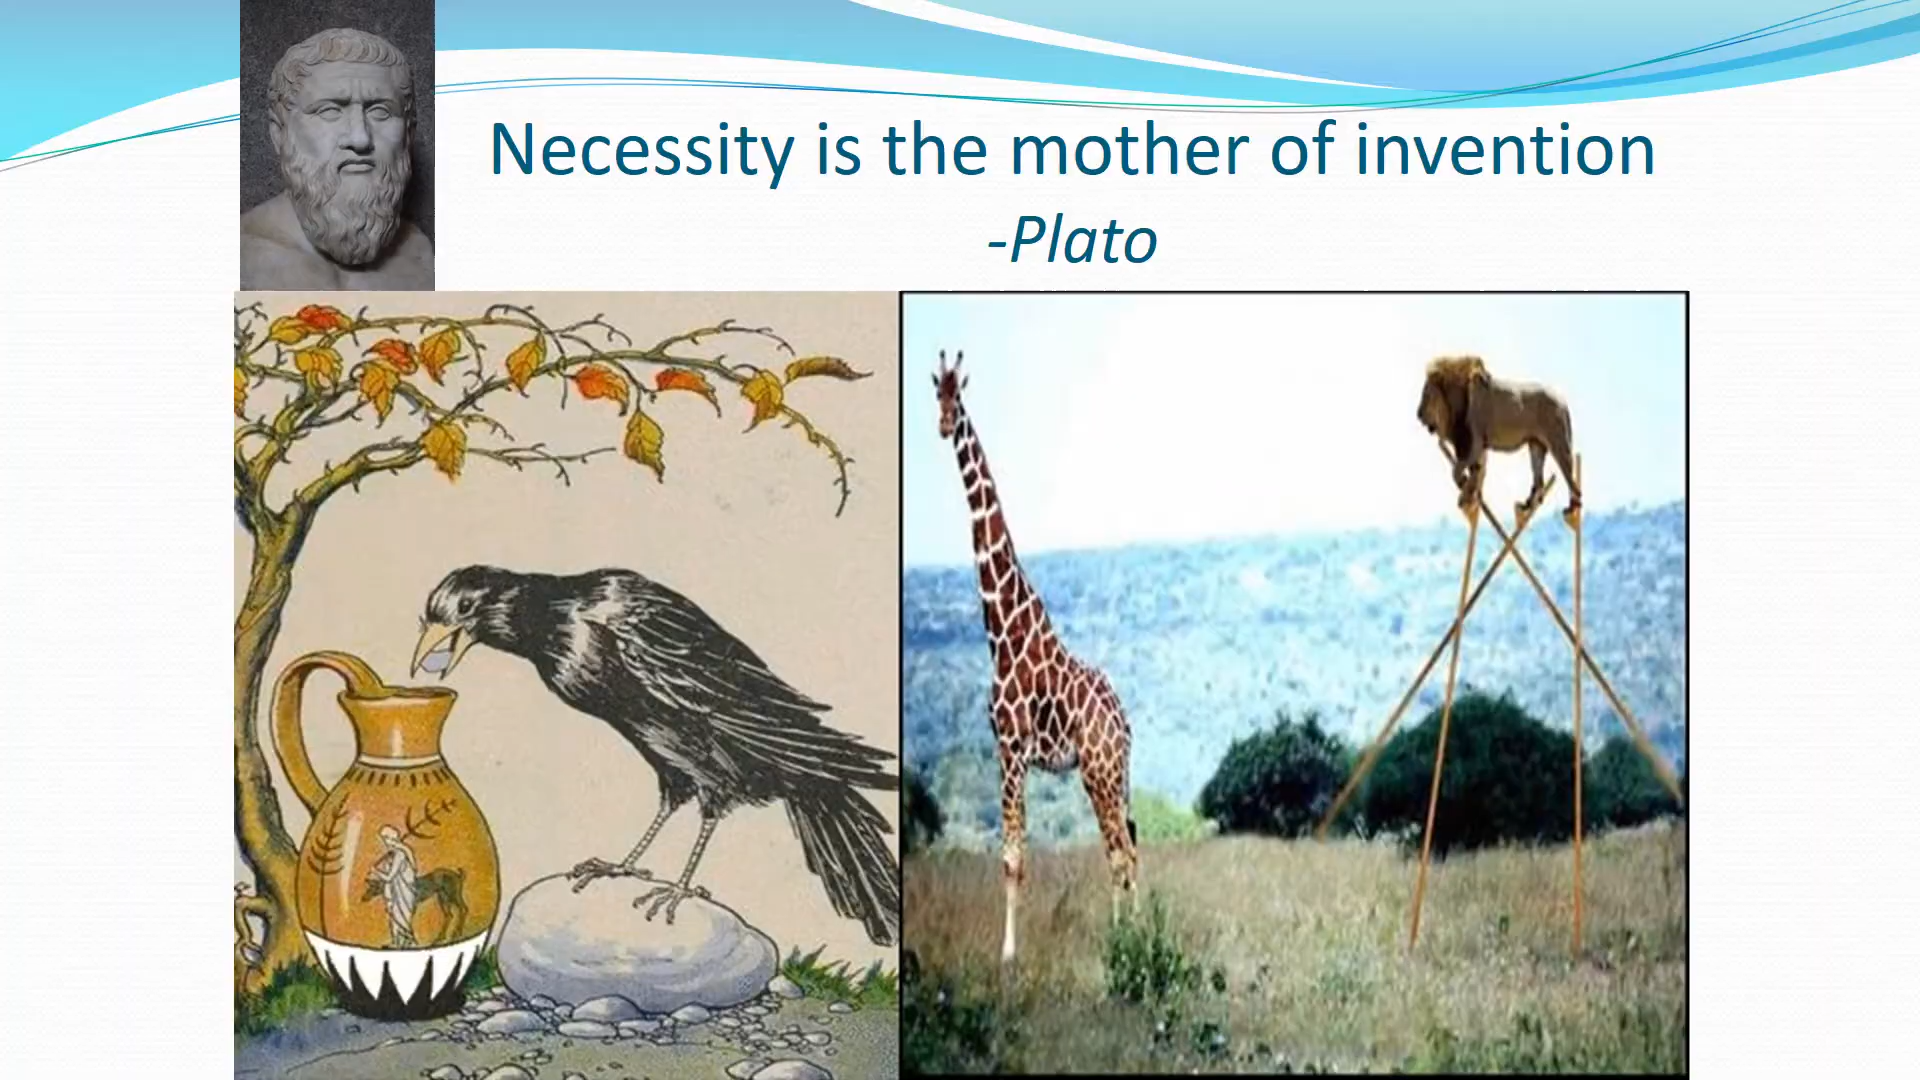 Necessity is the mother of invention
-Plato